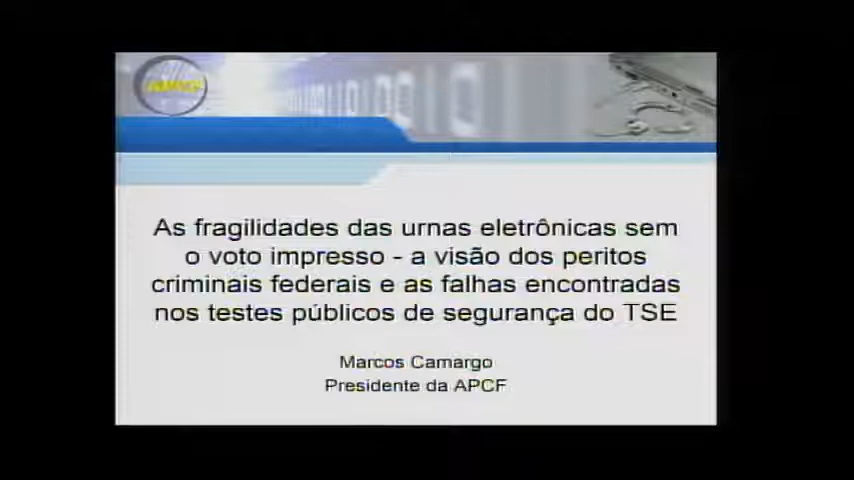 APCF
As fragilidades das urnas eletrônicas sem
o voto impresso - a visão dos peritos
criminais federais e as falhas encontradas
nos testes públicos de segurança do TSE
Marcos Camargo
Presidente da APCF